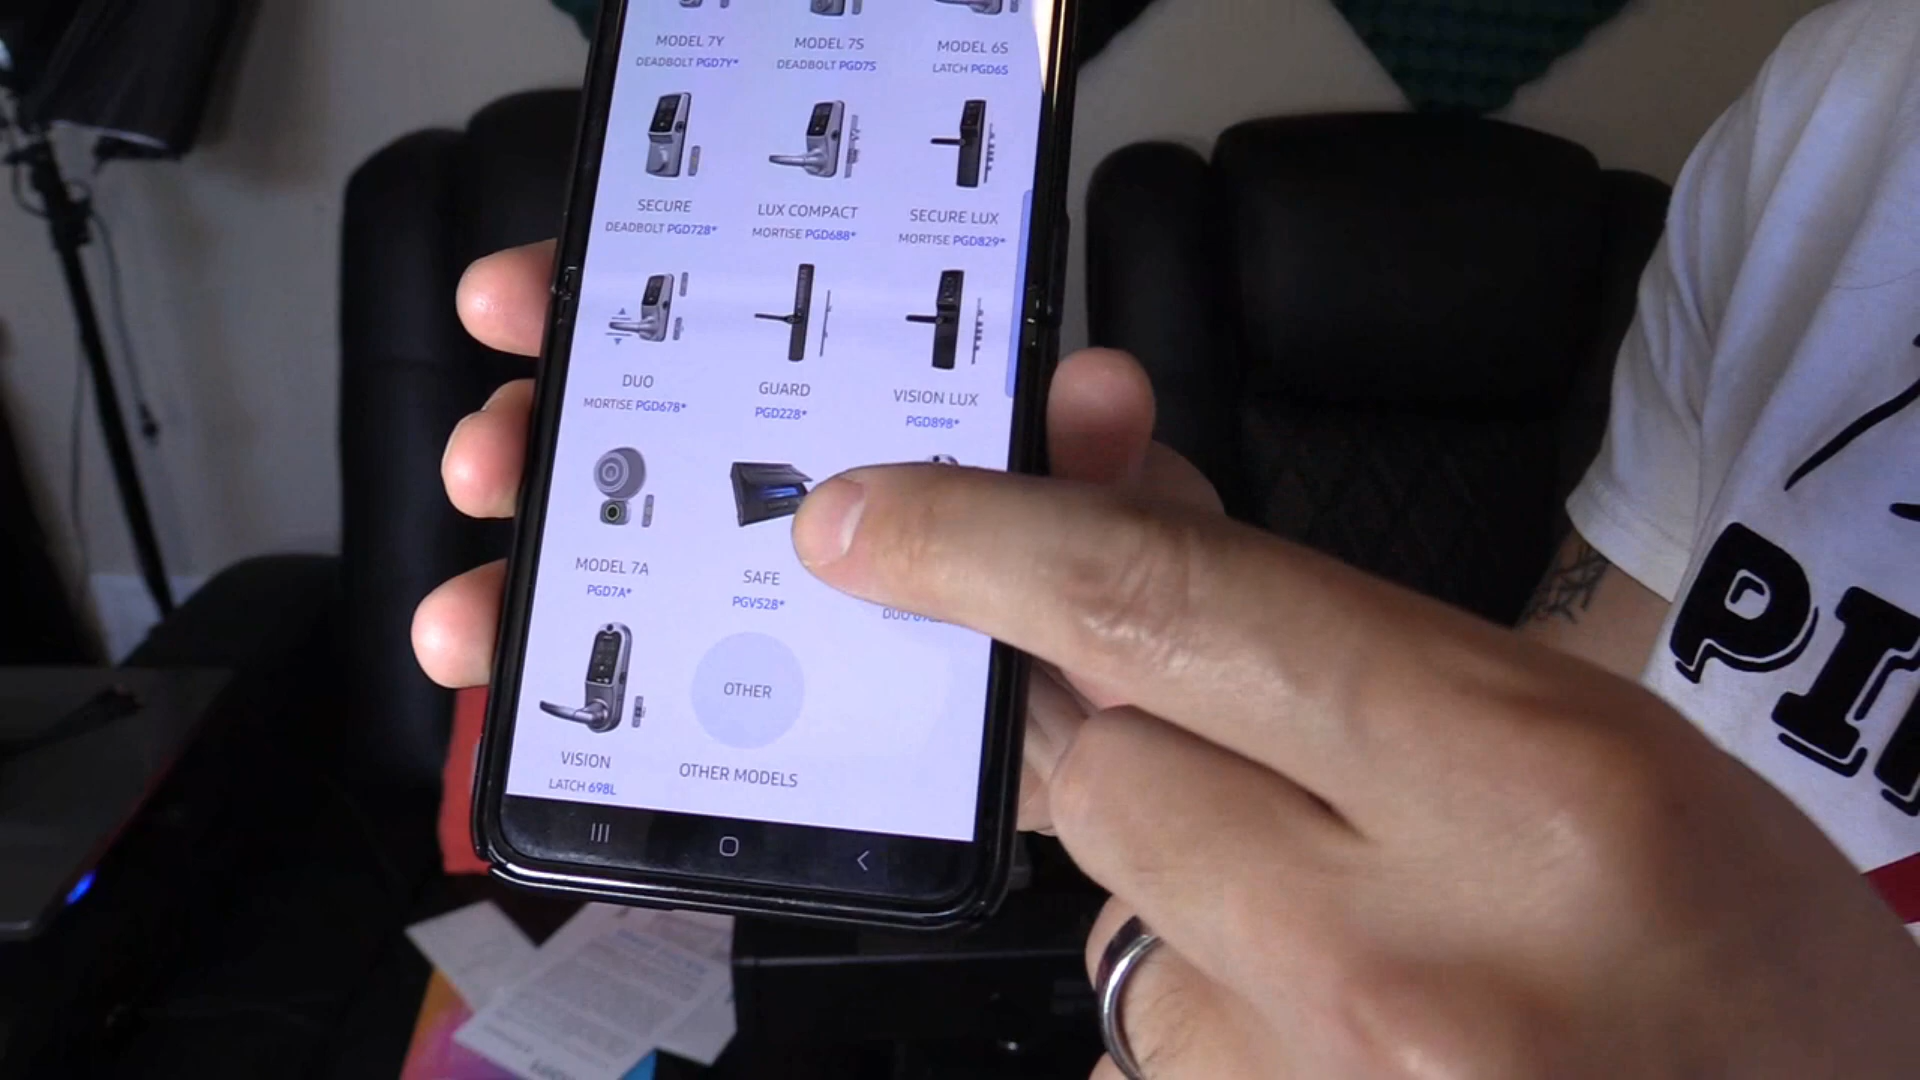 MODEL 7Y
DEADBOLT PGD7Y*
MODEL 7S
DEADBOLT PGD7S
MODEL 6S
LATCH PGD6S
SECURE
DEADBOLT PGD728*
LUX COMPACT
MORTISE PGD688*
SECURE LUX
MORTISE PGD829*
DUO
MORTISE PGD678*
GUARD
PGD228*
VISION LUX
PGD898*
MODEL 7A
PGD7A*
SAFE
PGVS28*
DUO
VISION
LATCH 698L
OTHER
OTHER MODELS